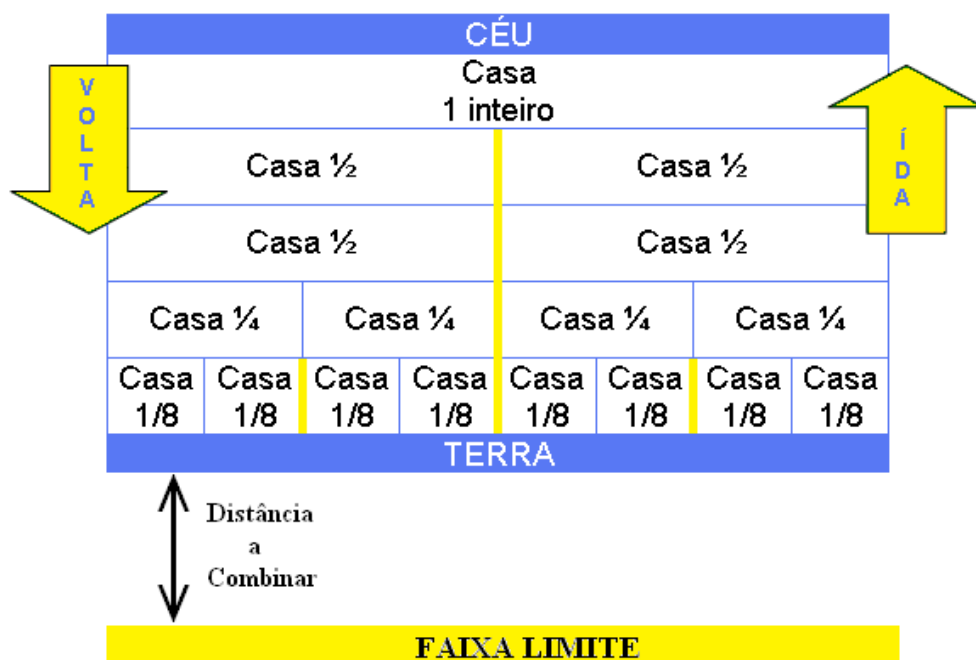 CÉU
VOLTA
Casa
1 inteiro
ÍDA
Casa ½ Casa ½
Casa ½ Casa ½
Casa ¼ Casa ¼ Casa ¼ Casa ¼
Casa Casa Casa Casa Casa Casa Casa Casa
1/8 1/8 1/8 1/8 1/8 1/8 1/8 1/8
TERRA
Distância
a
Combinar
FAIXA LIMITE